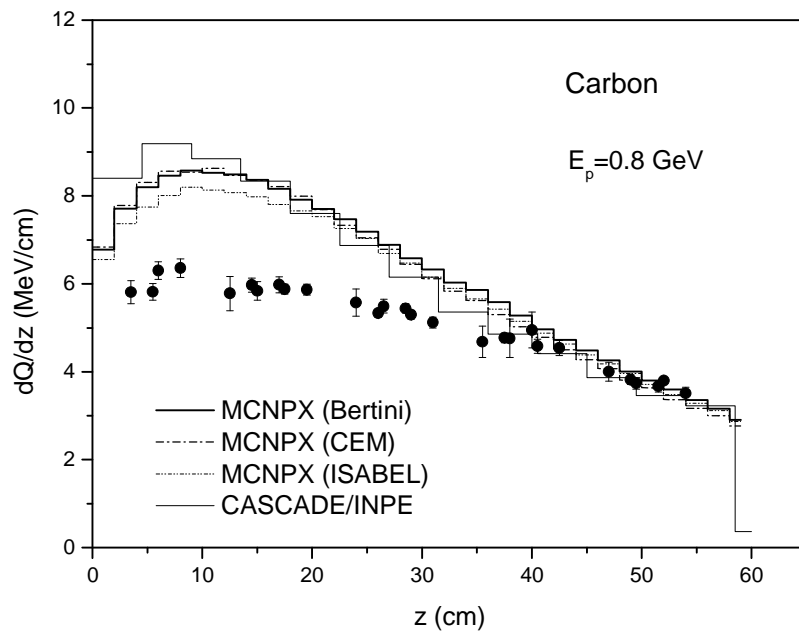 12
10
8
6
4
2
0
0
10
20
30
40
50
60
dQ/dz (MeV/cm)
z (cm)
Carbon
E_p=0.8 GeV
MCNPX (Bertini)
MCNPX (CEM)
MCNPX (ISABEL)
CASCADE/INPE